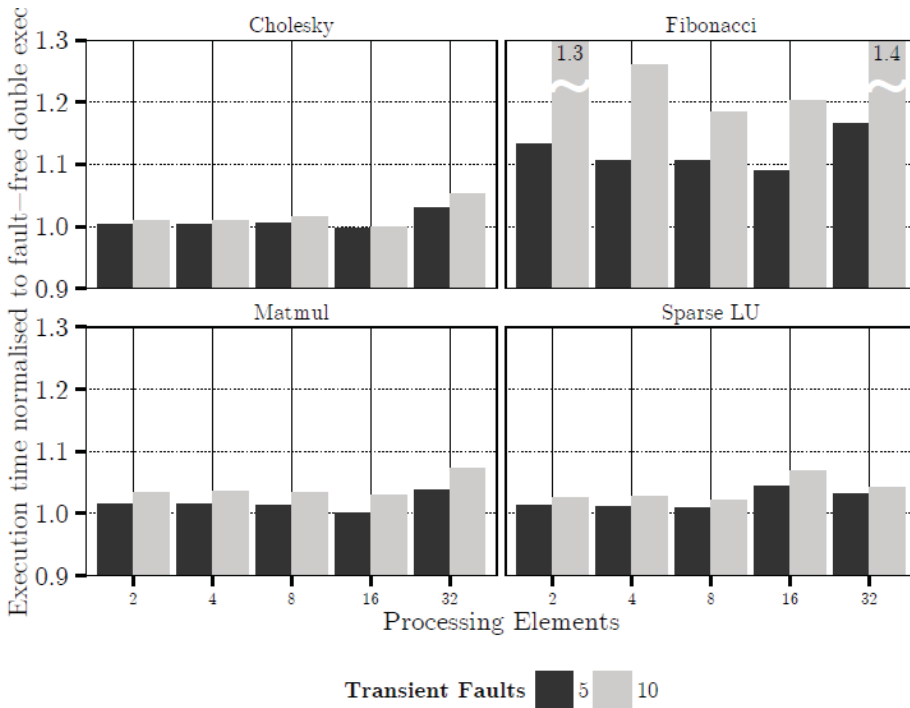 Execution time normalised to fault−free double exec
Cholesky
Fibonacci
1.3
1.2
1.1
1.0
0.9
1.3
1.4
Matmul
Sparse LU
1.3
1.2
1.1
1.0
0.9
2 4 8 16 32
2 4 8 16 32
Processing Elements
Transient Faults 5 10